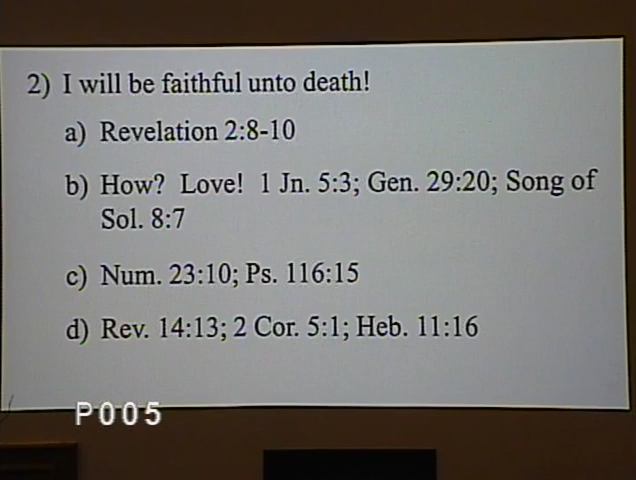 2) I will be faithful unto death!
a) Revelation 2:8-10
b) How? Love! 1 Jn. 5:3; Gen. 29:20; Song of
Sol. 8:7
c) Num. 23:10; Ps. 116:15
d) Rev. 14:13; 2 Cor. 5:1; Heb. 11:16
P005